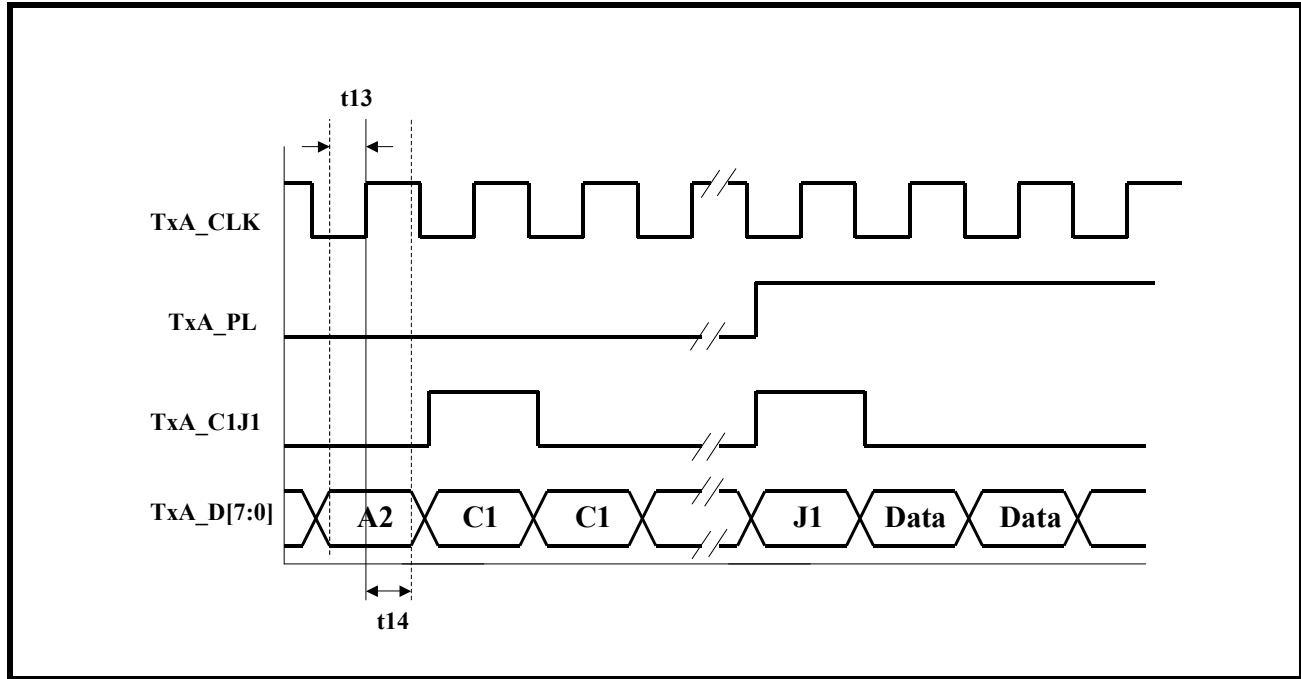 t13
TxA_CLK
TxA_PL
TxA_C1J1
TxA_D[7:0]
A2
C1
C1
J1
Data
Data
t14